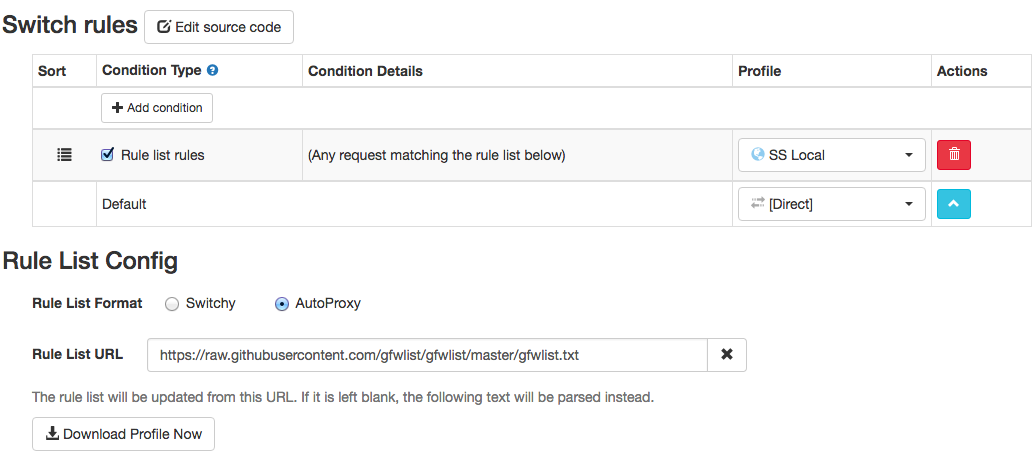 Switch rules Edit source code
Sort Condition Type ? Condition Details Profile Actions
Add condition
Rule list rules (Any request matching the rule list below) SS Local
Default [Direct]
Rule List Config
Rule List Format Switchy AutoProxy
Rule List URL https://raw.githubusercontent.com/gfwlist/gfwlist/master/gfwlist.txt
The rule list will be updated from this URL. If it is left blank, the following text will be parsed instead.
Download Profile Now